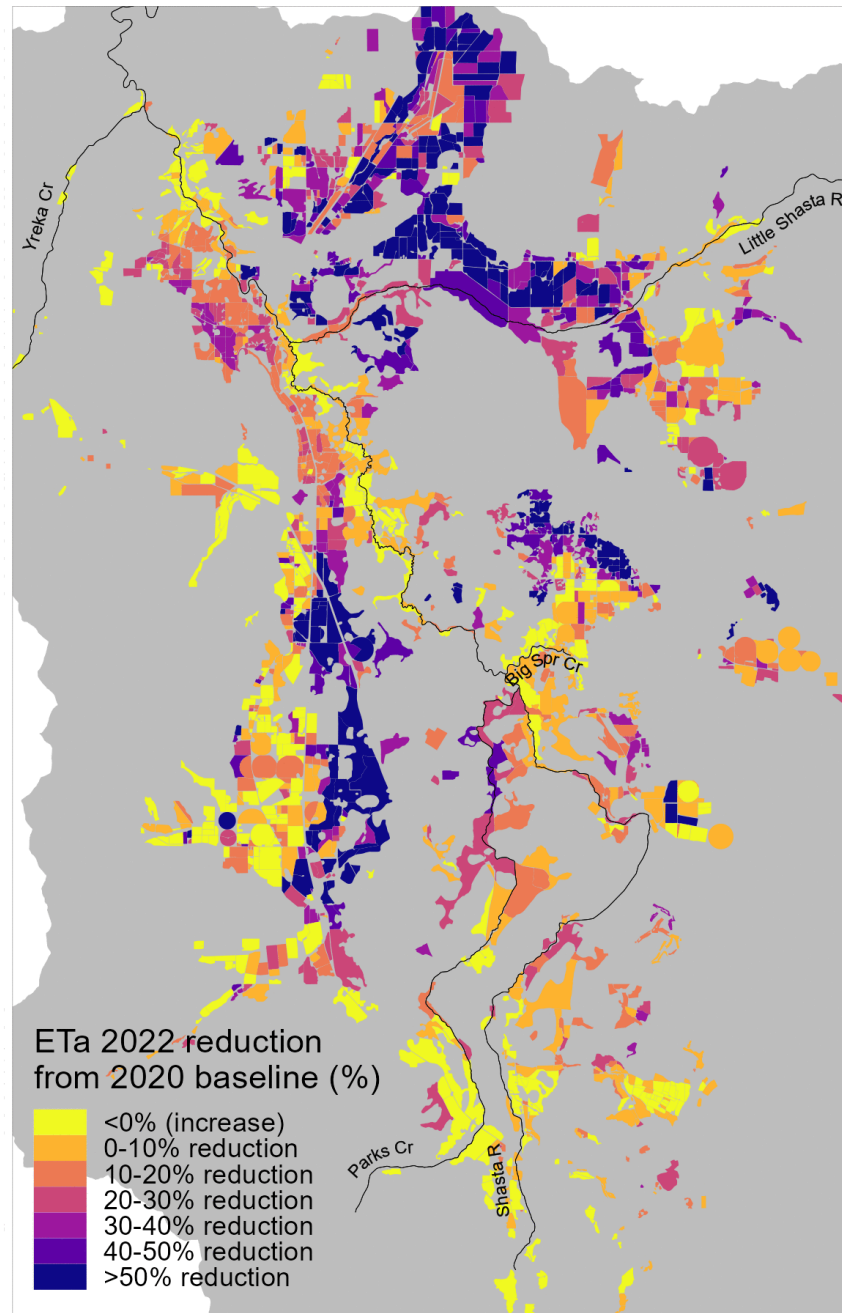 Yreka Cr
Little Shasta R
Big Spr Cr
Parks Cr
Shasta R
ETa 2022 reduction
from 2020 baseline (%)
<0% (increase)
0-10% reduction
10-20% reduction
20-30% reduction
30-40% reduction
40-50% reduction
>50% reduction